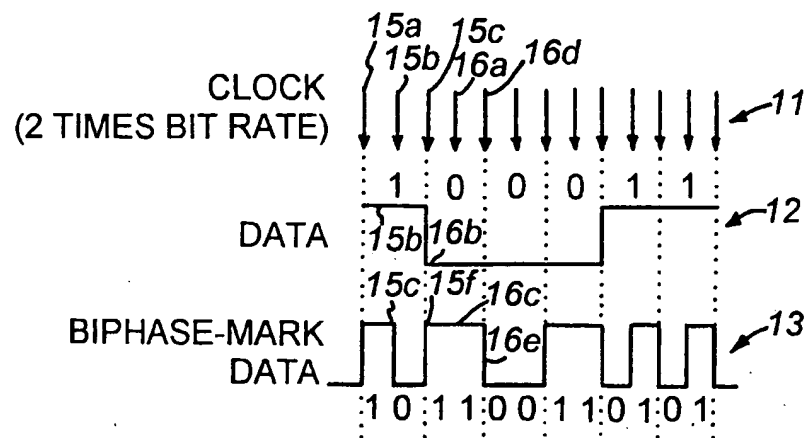 15a 15c
15b 16a 16d
CLOCK
(2 TIMES BIT RATE) 11
1 0 0 0 1 1
12
DATA 15b 16b
15c 15f 16c
BIPHASE-MARK
DATA 16e 13
1 0 1 1 0 0 1 1 0 1 0 1